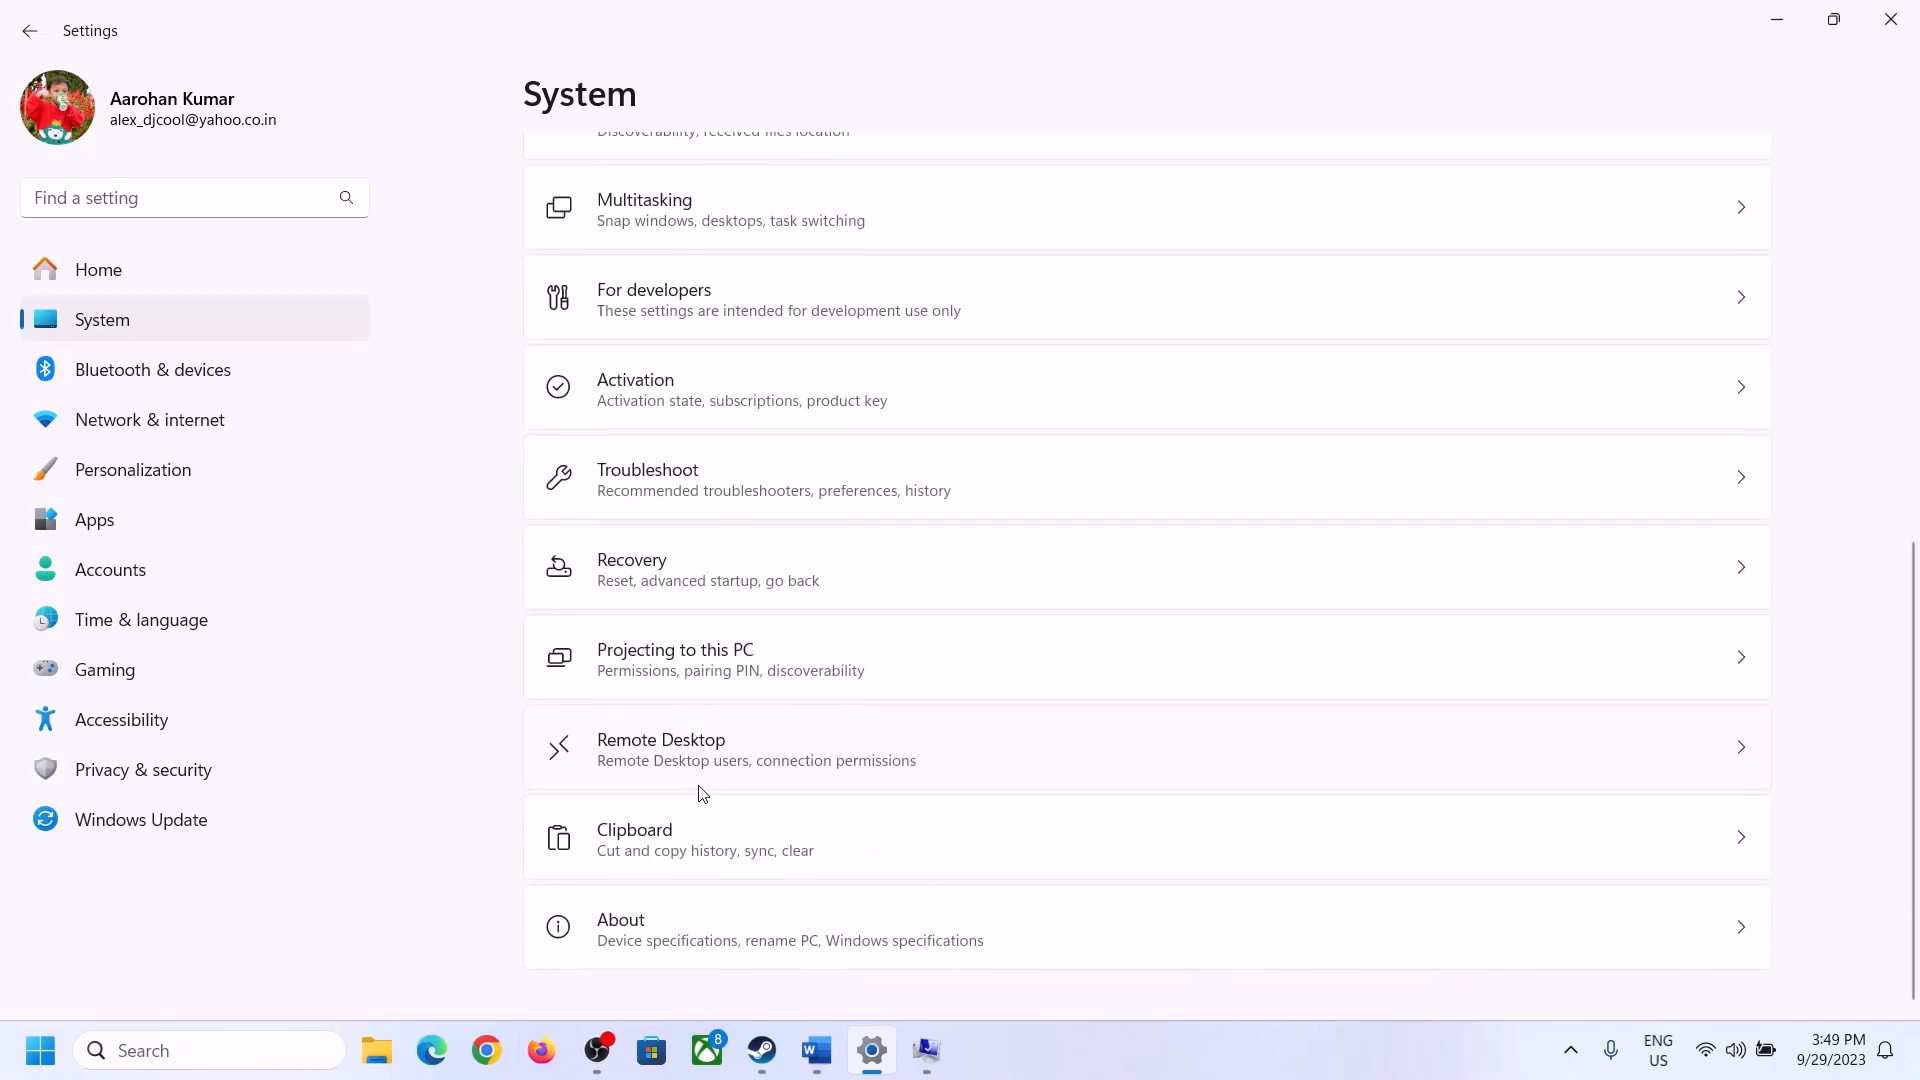 Settings
Aarohan Kumar
alex_djcool@yahoo.co.in
Find a setting
Home
System
Bluetooth & devices
Network & internet
Personalization
Apps
Accounts
Time & language
Gaming
Accessibility
Privacy & security
Windows Update
System
Discoverability, received files location
Multitasking
Snap windows, desktops, task switching
For developers
These settings are intended for development use only
Activation
Activation state, subscriptions, product key
Troubleshoot
Recommended troubleshooters, preferences, history
Recovery
Reset, advanced startup, go back
Projecting to this PC
Permissions, pairing PIN, discoverability
Remote Desktop
Remote Desktop users, connection permissions
Clipboard
Cut and copy history, sync, clear
About
Device specifications, rename PC, Windows specifications
Search
8
W
ENG
US
3:49 PM
9/29/2023